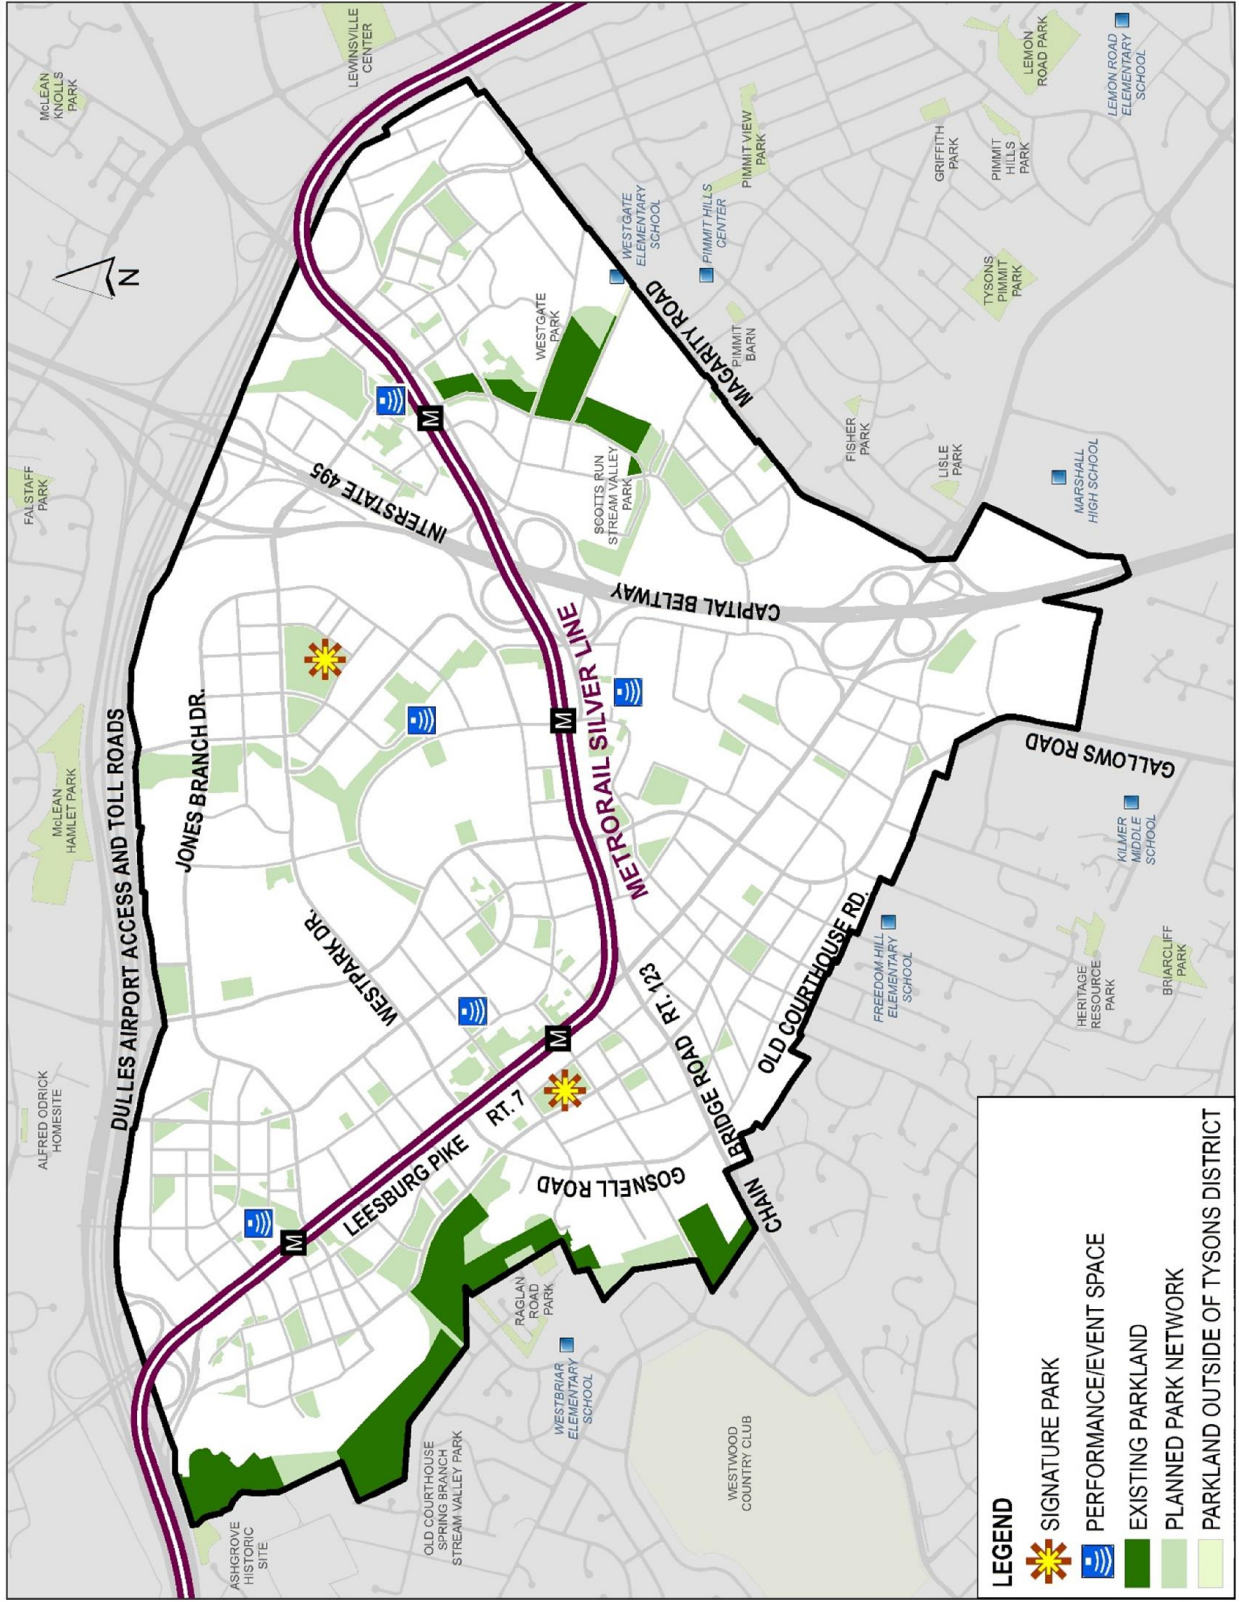 McLEAN
KNOLLS
PARK
LEWINSVILLE
CENTER
LEMON
ROAD PARK
LEMON ROAD
ELEMENTARY
SCHOOL
N
PIMMIT VIEW
PARK
GRIFFITH
PARK
PIMMIT
HILLS
PARK
WESTGATE
ELEMENTARY
SCHOOL
PIMMIT HILLS
CENTER
TYSONS
PIMMIT
PARK
WESTGATE
PARK
MAGARITY ROAD
PIMMIT
BARN
FISHER
PARK
LISLE
PARK
MARSHALL
HIGH SCHOOL
FALSTAFF
PARK
INTERSTATE 495
M
SCOTTS RUN
STREAM VALLEY
PARK
CAPITAL BELTWAY
McLEAN
HAMLET PARK
DULLES AIRPORT ACCESS AND TOLL ROADS
JONES BRANCH DR.
M
METRORAIL SILVER LINE
GALLOWS ROAD
KILMER
MIDDLE
SCHOOL
WESTPARK DR.
OLD COURTHOUSE RD.
FREEDOM HILL
ELEMENTARY
SCHOOL
HERITAGE
RESOURCE
PARK
BRIARCLIFF
PARK
ALFRED ODRICK
HOMESITE
M
CHAIN BRIDGE ROAD RT. 123
LEESBURG PIKE RT. 7
GOSNELL ROAD
M
RAGLAN
ROAD
PARK
WESTBRIAR
ELEMENTARY
SCHOOL
WESTWOOD
COUNTRY CLUB
OLD COURTHOUSE
SPRING BRANCH
STREAM VALLEY PARK
ASHGROVE
HISTORIC
SITE
LEGEND
SIGNATURE PARK
PERFORMANCE/EVENT SPACE
EXISTING PARKLAND
PLANNED PARK NETWORK
PARKLAND OUTSIDE OF TYSONS DISTRICT